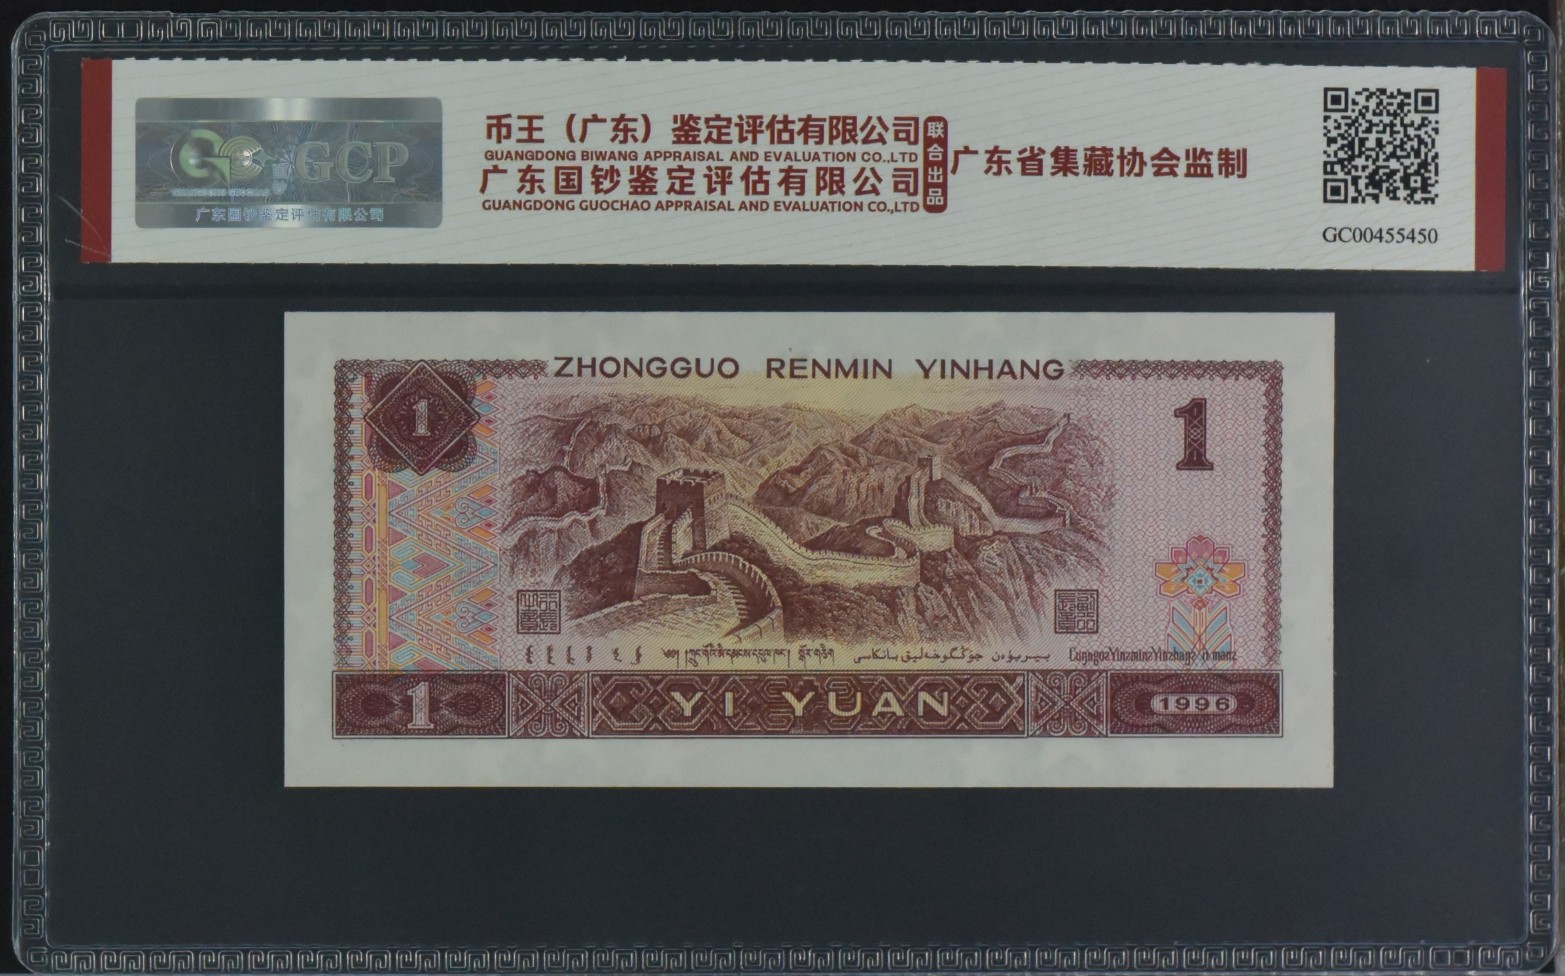 GCP
广东国钞鉴定评估有限公司
币王（广东）鉴定评估有限公司
GUANGDONG BIWANG APPRAISAL AND EVALUATION CO.,LTD
广东国钞鉴定评估有限公司
GUANGDONG GUOCHAO APPRAISAL AND EVALUATION CO.,LTD
联合出品
广东省集藏协会监制
GC00455450
ZHONGGUO RENMIN YINHANG
1
1
1
YI YUAN
1996